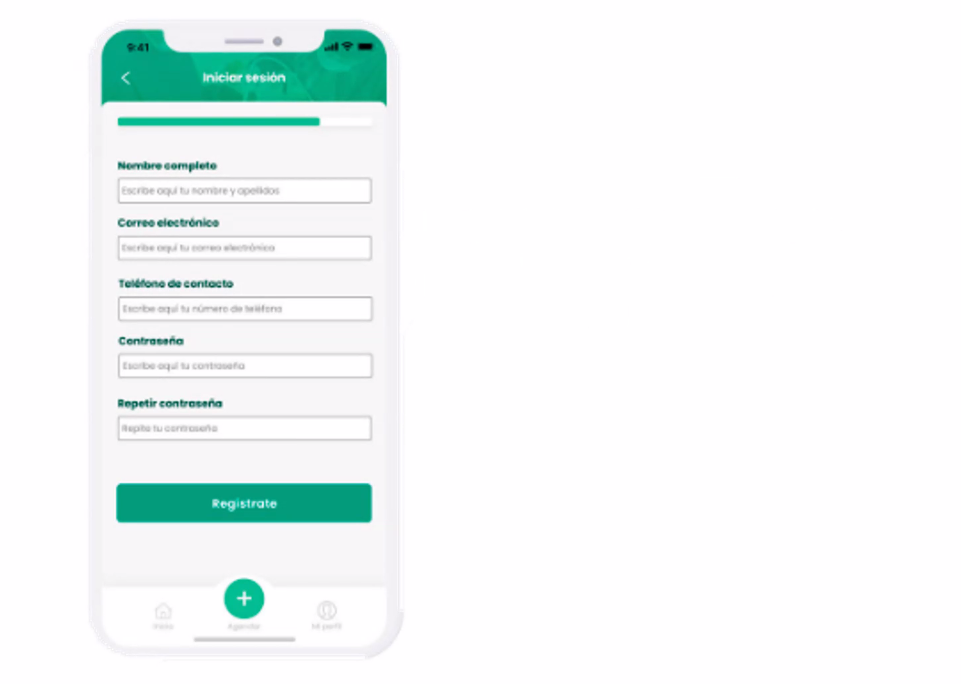 9:41
Iniciar sesión
Nombre completo
Escribe aquí tu nombre y apellidos
Correo electrónico
Escribe aquí tu correo electrónico
Teléfono de contacto
Escribe aquí tu número de teléfono
Contraseña
Escribe aquí tu contraseña
Repetir contraseña
Repite tu contraseña
Registrate
Inicio
Agendar
Mi perfil